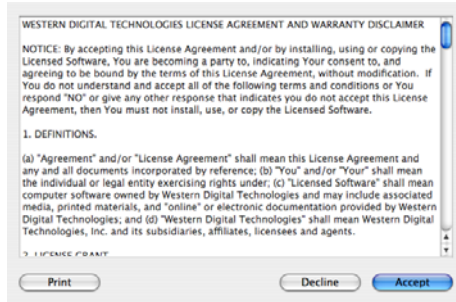 WESTERN DIGITAL TECHNOLOGIES LICENSE AGREEMENT AND WARRANTY DISCLAIMER
NOTICE: By accepting this License Agreement and/or by installing, using or copying the
Licensed Software, You are becoming a party to, indicating Your consent to, and
agreeing to be bound by the terms of this License Agreement, without modification. If
You do not understand and accept all of the following terms and conditions or You
respond "NO" or give any other response that indicates you do not accept this License
Agreement, then You must not install, use, or copy the Licensed Software.
1. DEFINITIONS.
(a) "Agreement" and/or "License Agreement" shall mean this License Agreement and
any and all documents incorporated by reference; (b) "You" and/or "Your" shall mean
the individual or legal entity exercising rights under; (c) "Licensed Software" shall mean
computer software owned by Western Digital Technologies and may include associated
media, printed materials, and "online" or electronic documentation provided by Western
Digital Technologies; and (d) "Western Digital Technologies" shall mean Western Digital
Technologies, Inc. and its subsidiaries, affiliates, licensees and agents.
2. LICENSE GRANT
Print Decline Accept